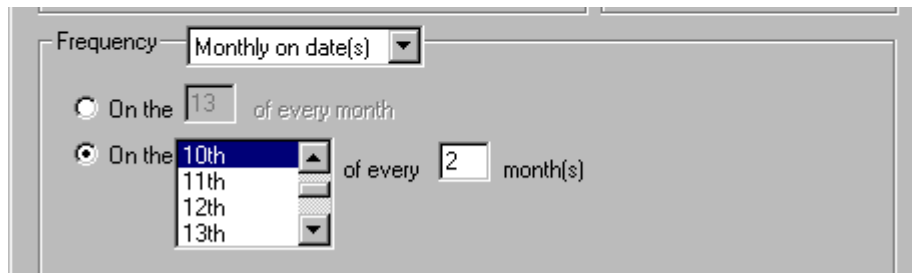 Frequency Monthly on date(s)
On the 13 of every month
On the 10th of every 2 month(s)
11th
12th
13th